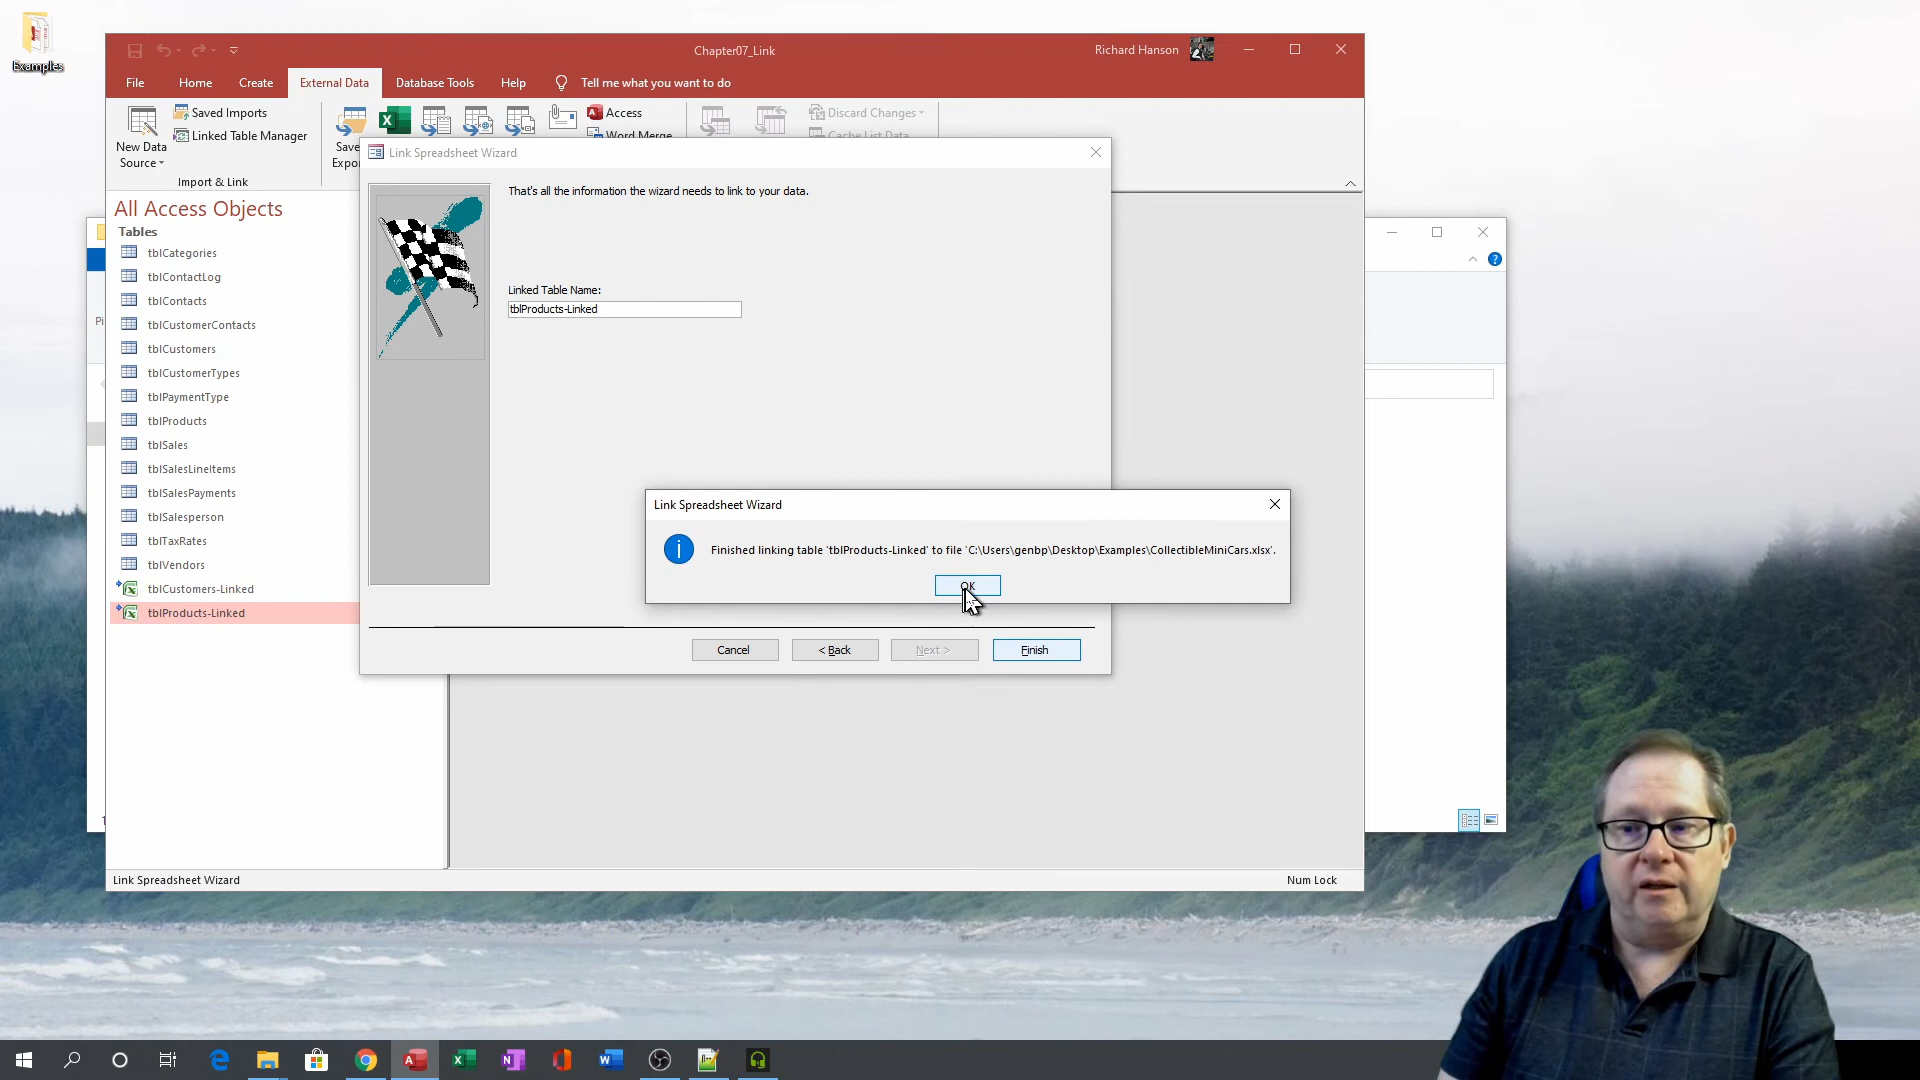 Examples
Chapter07_Link
Richard Hanson
File
Home
Create
External Data
Database Tools
Help
Tell me what you want to do
New Data
Source
Saved Imports
Linked Table Manager
Import & Link
Access
Word Merge
Discard Changes
Cache List Data
Link Spreadsheet Wizard
That's all the information the wizard needs to link to your data.
Linked Table Name:
tblProducts-Linked
All Access Objects
Tables
tblCategories
tblContactLog
tblContacts
tblCustomerContacts
tblCustomers
tblCustomerTypes
tblPaymentType
tblProducts
tblSales
tblSalesLineItems
tblSalesPayments
tblSalesperson
tblTaxRates
tblVendors
tblCustomers-Linked
tblProducts-Linked
Link Spreadsheet Wizard
Finished linking table 'tblProducts-Linked' to file 'C:\Users\genbp\Desktop\Examples\CollectibleMiniCars.xlsx'.
OK
Cancel
< Back
Next >
Finish
Link Spreadsheet Wizard
Num Lock